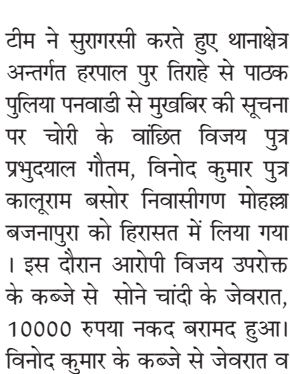 टीम ने सुरागरसी करते हुए थानाक्षेत्र
अन्तर्गत हरपाल पुर तिराहे से पाठक
पुलिया पनवाडी से मुखबिर की सूचना
पर चोरी के वांछित विजय पुत्र
प्रभुदयाल गौतम, विनोद कुमार पुत्र
कालूराम बसोर निवासीगण मोहल्ला
बजनापुरा को हिरासत में लिया गया
। इस दौरान आरोपी विजय उपरोक्त
के कब्जे से सोने चांदी के जेवरात,
10000 रुपया नकद बरामद हुआ।
विनोद कुमार के कब्जे से जेवरात व